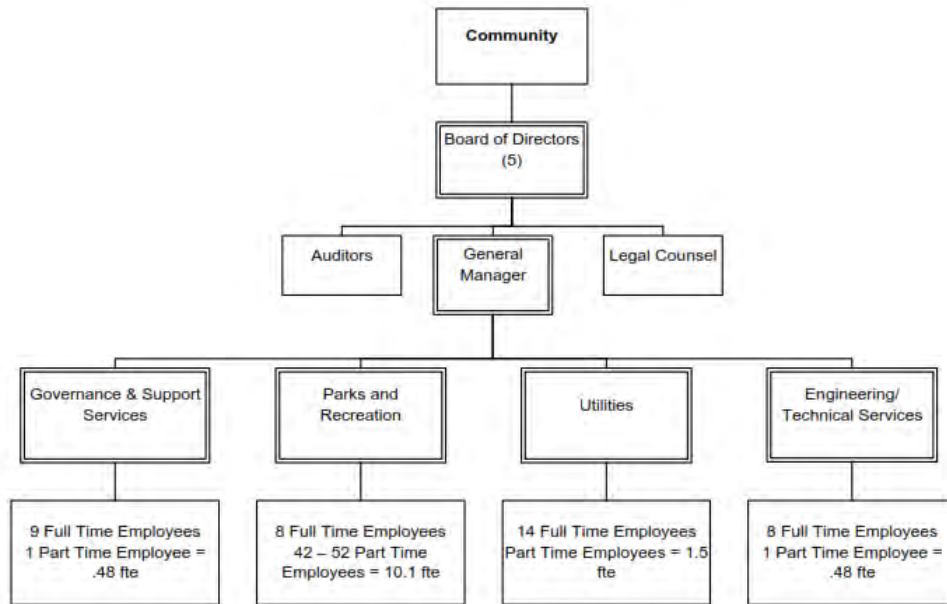 Community
Board of Directors
(5)
Auditors
General
Manager
Legal Counsel
Governance & Support
Services
Parks and
Recreation
Utilities
Engineering/
Technical Services
9 Full Time Employees
1 Part Time Employee =
.48 fte
8 Full Time Employees
42 – 52 Part Time
Employees = 10.1 fte
14 Full Time Employees
Part Time Employees = 1.5
fte
8 Full Time Employees
1 Part Time Employee =
.48 fte